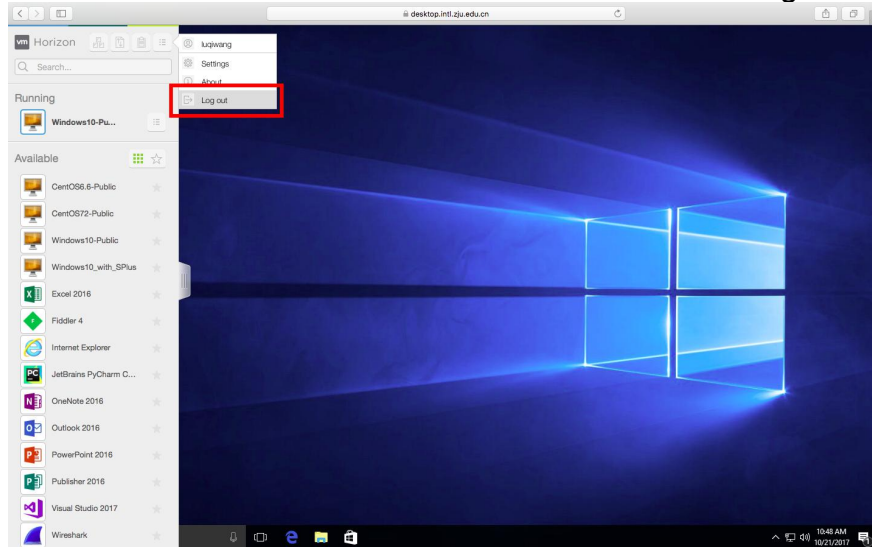 desktop.intl.zju.edu.cn
vm Horizon
luqiwang
Search...
Settings
About
Log out
Running
Windows10-Pu...
Available
CentOS6.6-Public
CentOS72-Public
Windows10-Public
Windows10_with_SPlus
Excel 2016
Fiddler 4
Internet Explorer
JetBrains PyCharm C...
OneNote 2016
Outlook 2016
PowerPoint 2016
Publisher 2016
Visual Studio 2017
Wireshark
10:48 AM
10/21/2017